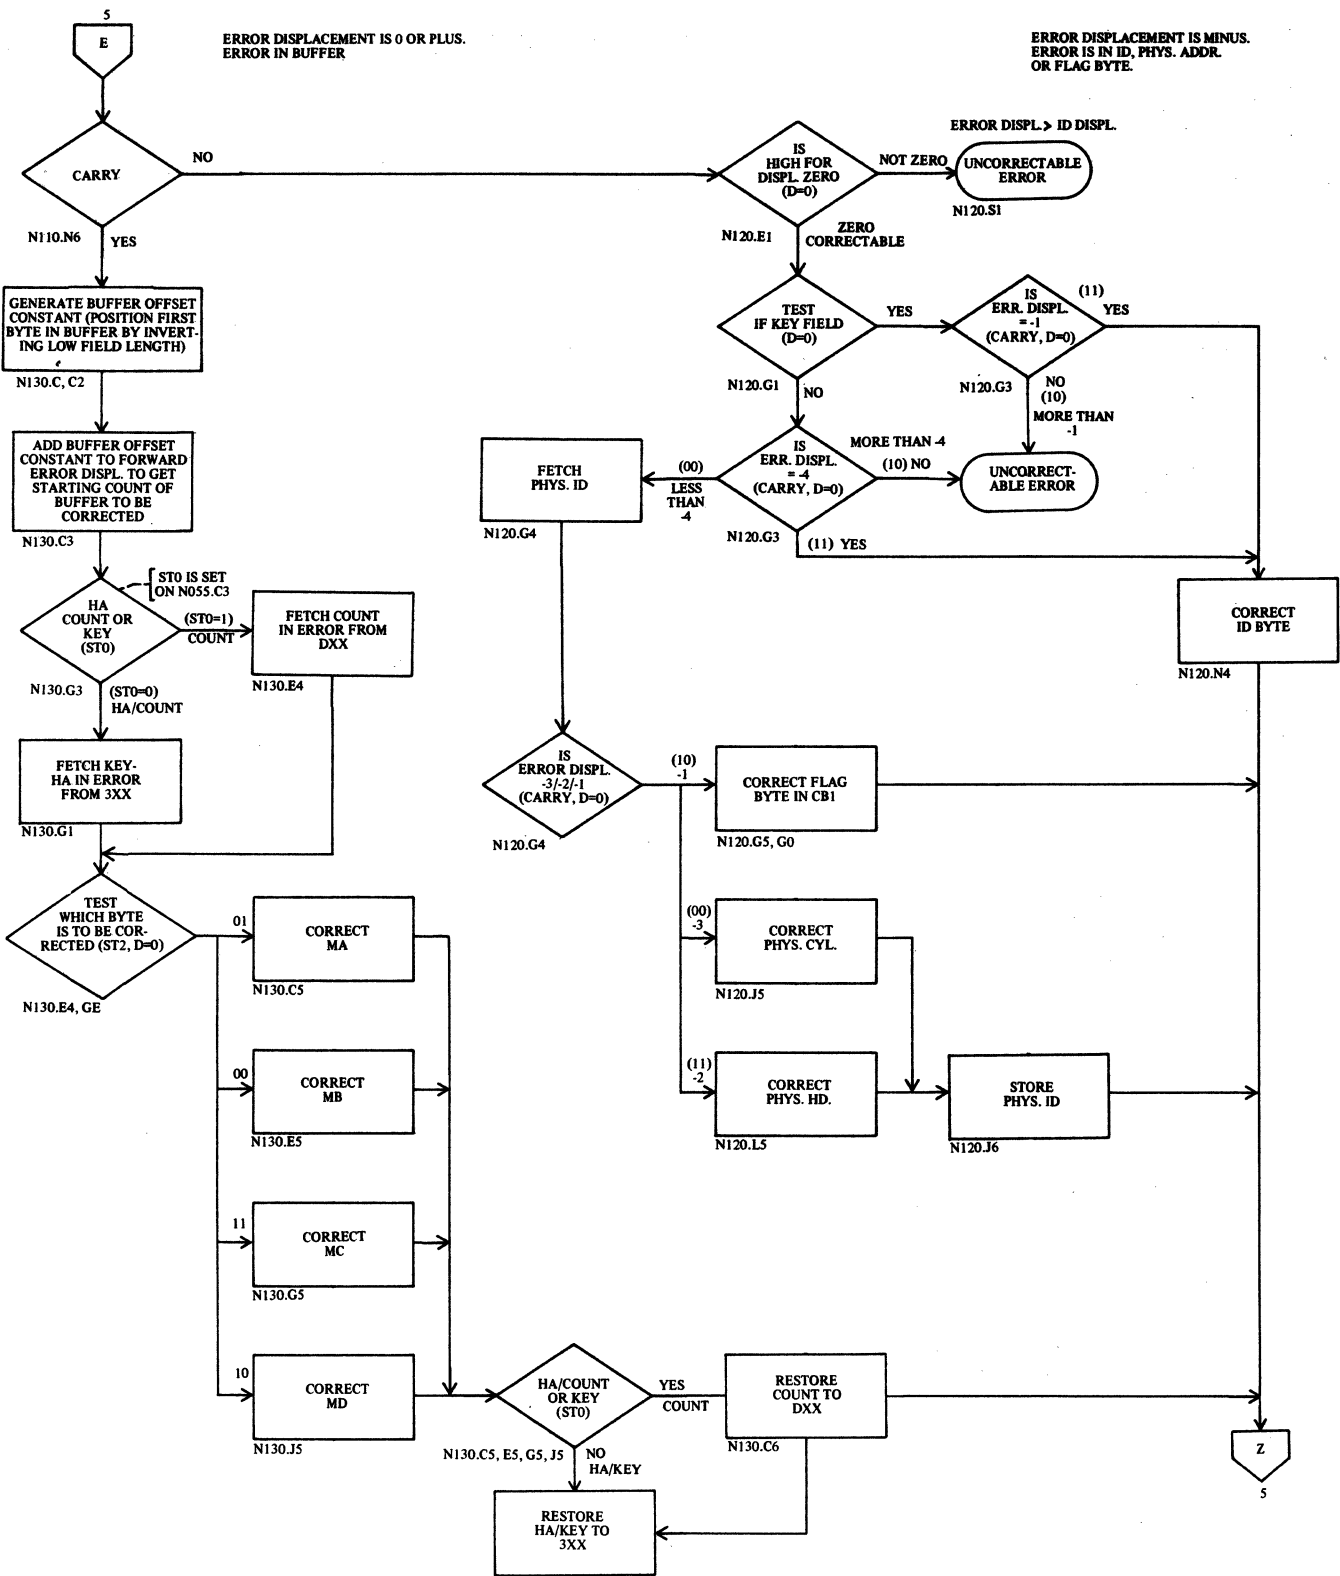 5
E
ERROR DISPLACEMENT IS 0 OR PLUS.
ERROR IN BUFFER
ERROR DISPLACEMENT IS MINUS.
ERROR IS IN ID, PHYS. ADDR.
OR FLAG BYTE.
CARRY
NO
N110.N6
YES
IS
HIGH FOR
DISPL. ZERO
(D=0)
NOT ZERO
N120.E1
ZERO
CORRECTABLE
ERROR DISPL.> ID DISPL.
UNCORRECTABLE
ERROR
N120.S1
GENERATE BUFFER OFFSET
CONSTANT (POSITION FIRST
BYTE IN BUFFER BY INVERT-
ING LOW FIELD LENGTH)
N130.C, C2
TEST
IF KEY FIELD
(D=0)
YES
N120.G1
NO
IS
ERR. DISPL.
= -1
(CARRY, D=0)
(11)
YES
N120.G3
NO
(10)
MORE THAN
-1
ADD BUFFER OFFSET
CONSTANT TO FORWARD
ERROR DISPL. TO GET
STARTING COUNT OF
BUFFER TO BE
CORRECTED
N130.C3
FETCH
PHYS. ID
N120.G4
(00)
LESS
THAN
-4
IS
ERR. DISPL.
= -4
(CARRY, D=0)
MORE THAN -4
(10) NO
N120.G3
(11) YES
UNCORRECT-
ABLE ERROR
ST0 IS SET
ON N055.C3
HA
COUNT OR
KEY
(ST0)
(ST0=1)
COUNT
N130.G3
(ST0=0)
HA/COUNT
FETCH COUNT
IN ERROR FROM
DXX
N130.E4
CORRECT
ID BYTE
N120.N4
FETCH KEY-
HA IN ERROR
FROM 3XX
N130.G1
IS
ERROR DISPL.
-3/-2/-1
(CARRY, D=0)
N120.G4
(10)
-1
CORRECT FLAG
BYTE IN CB1
N120.G5, G0
TEST
WHICH BYTE
IS TO BE COR-
RECTED (ST2, D=0)
N130.E4, GE
01
CORRECT
MA
N130.C5
(00)
-3
CORRECT
PHYS. CYL.
N120.J5
00
CORRECT
MB
N130.E5
(11)
-2
CORRECT
PHYS. HD.
N120.L5
STORE
PHYS. ID
N120.J6
11
CORRECT
MC
N130.G5
10
CORRECT
MD
N130.J5
HA/COUNT
OR KEY
(ST0)
YES
COUNT
N130.C5, E5, G5, J5
NO
HA/KEY
RESTORE
COUNT TO
DXX
N130.C6
Z
5
RESTORE
HA/KEY TO
3XX